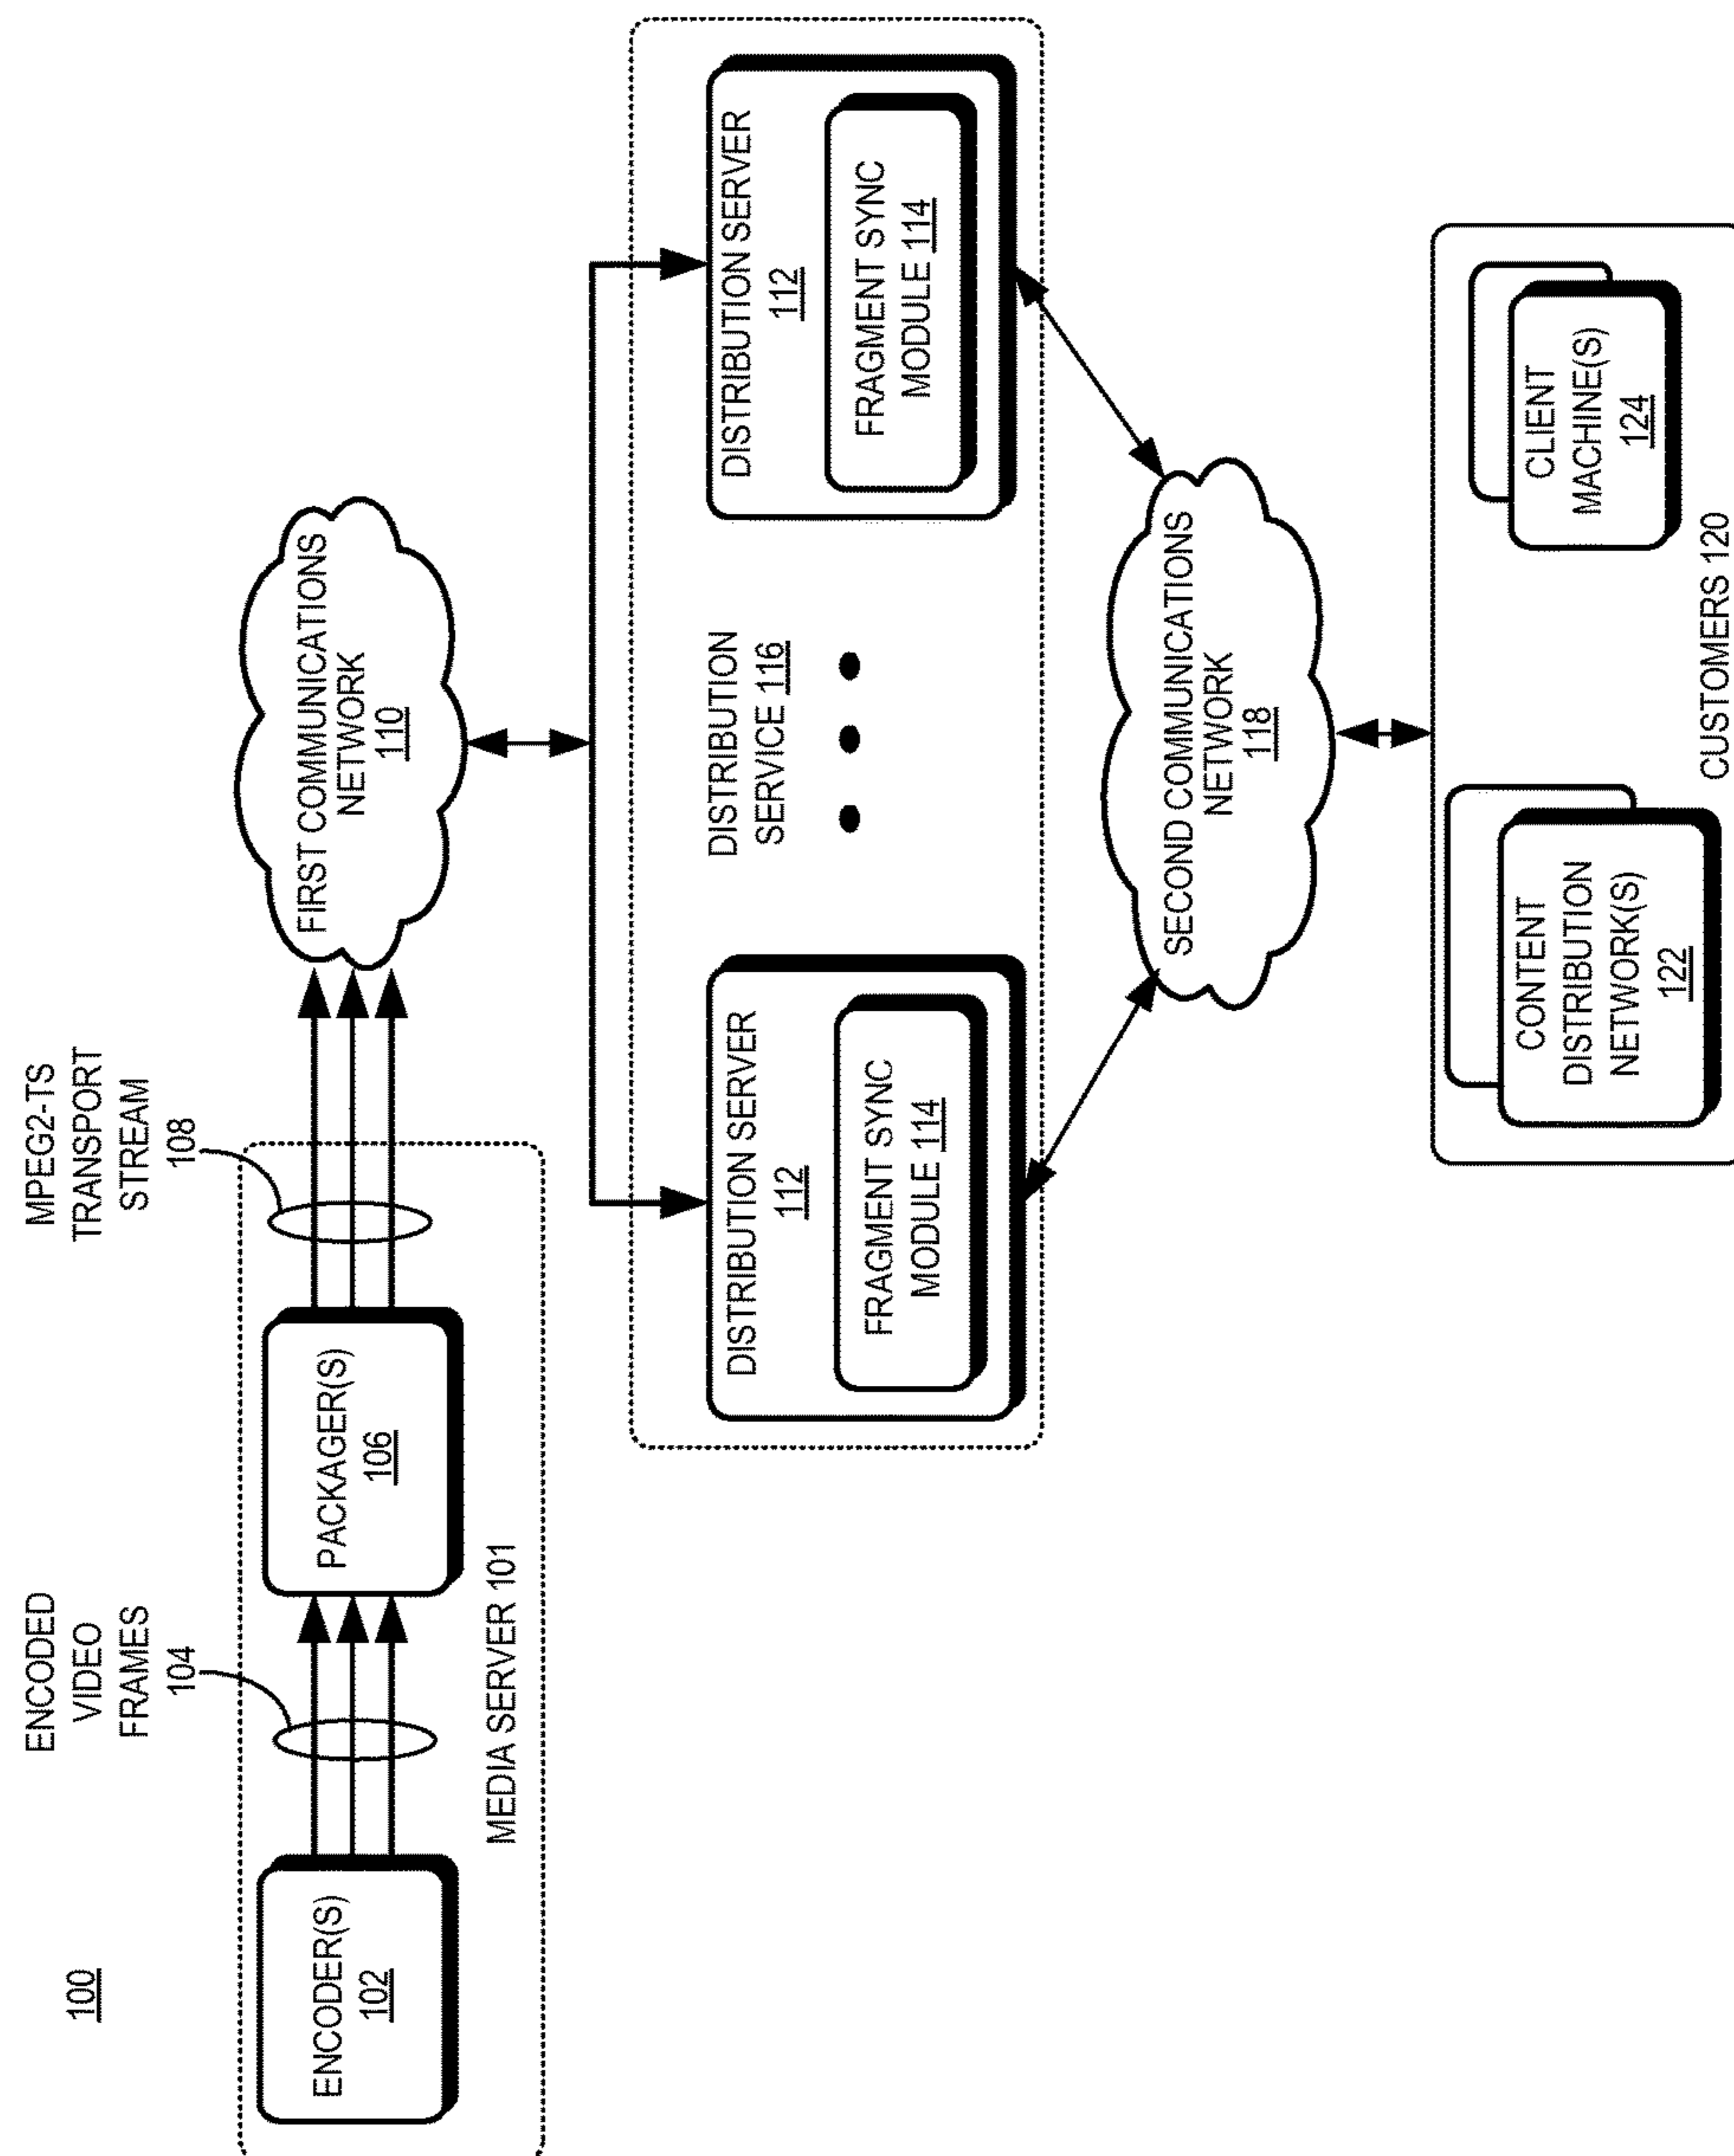 100
ENCODED
VIDEO
FRAMES
104
MPEG2-TS
TRANSPORT
STREAM
108
ENCODER(S)
102
PACKAGER(S)
106
MEDIA SERVER 101
FIRST COMMUNICATIONS
NETWORK
110
DISTRIBUTION SERVER
112
FRAGMENT SYNC
MODULE 114
DISTRIBUTION
SERVICE 116
DISTRIBUTION SERVER
112
FRAGMENT SYNC
MODULE 114
SECOND COMMUNICATIONS
NETWORK
118
CONTENT
DISTRIBUTION
NETWORK(S)
122
CLIENT
MACHINE(S)
124
CUSTOMERS 120